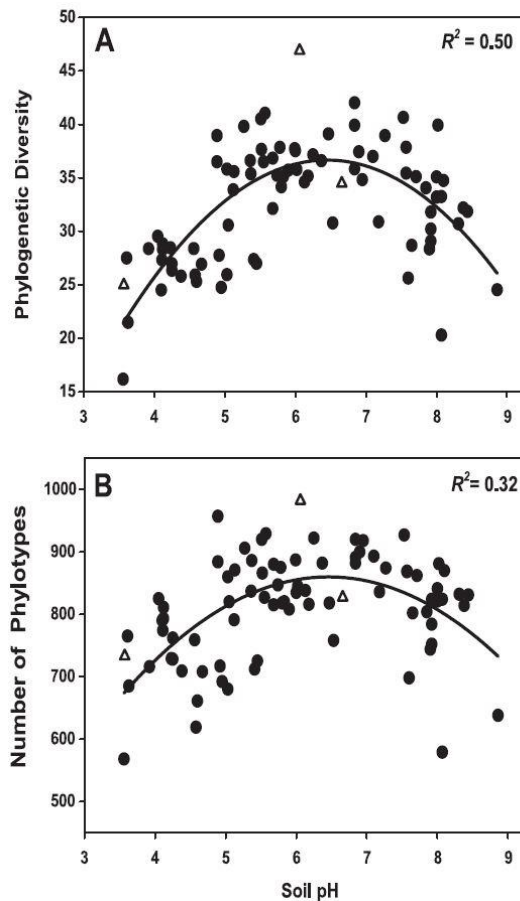 A
R² = 0.50
Phylogenetic Diversity
50
45
40
35
30
25
20
15
3 4 5 6 7 8 9
B
R²= 0.32
Number of Phylotypes
1000
900
800
700
600
500
3 4 5 6 7 8 9
Soil pH